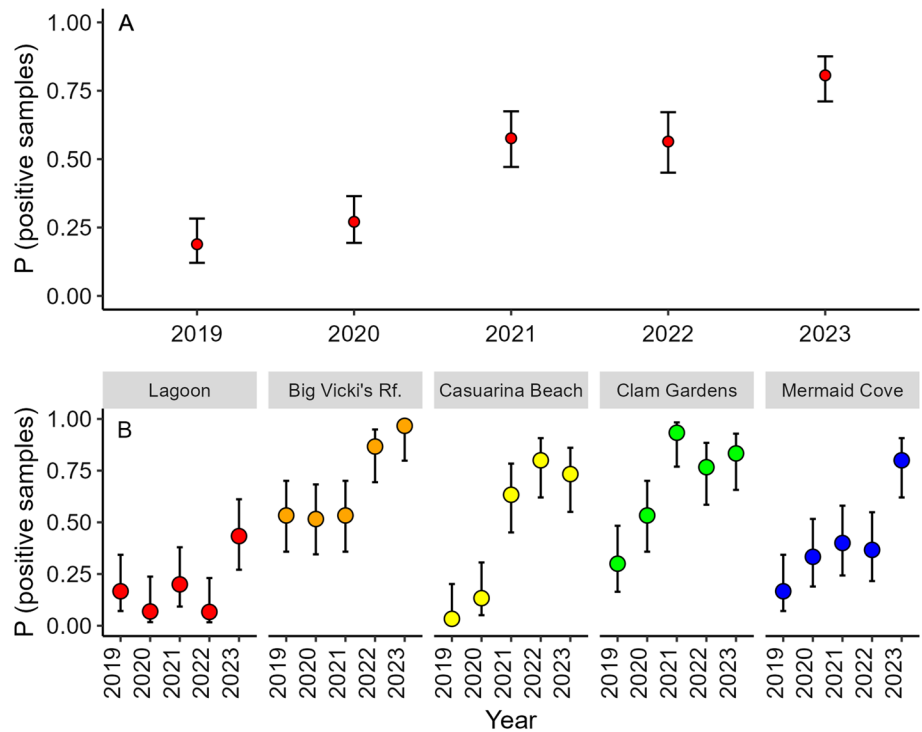 A
1.00
0.75
0.50
0.25
0.00
P (positive samples)
2019 2020 2021 2022 2023
Lagoon Big Vicki's Rf. Casuarina Beach Clam Gardens Mermaid Cove
B
1.00
0.75
0.50
0.25
0.00
P (positive samples)
2019 2020 2021 2022 2023 2019 2020 2021 2022 2023 2019 2020 2021 2022 2023 2019 2020 2021 2022 2023 2019 2020 2021 2022 2023
Year